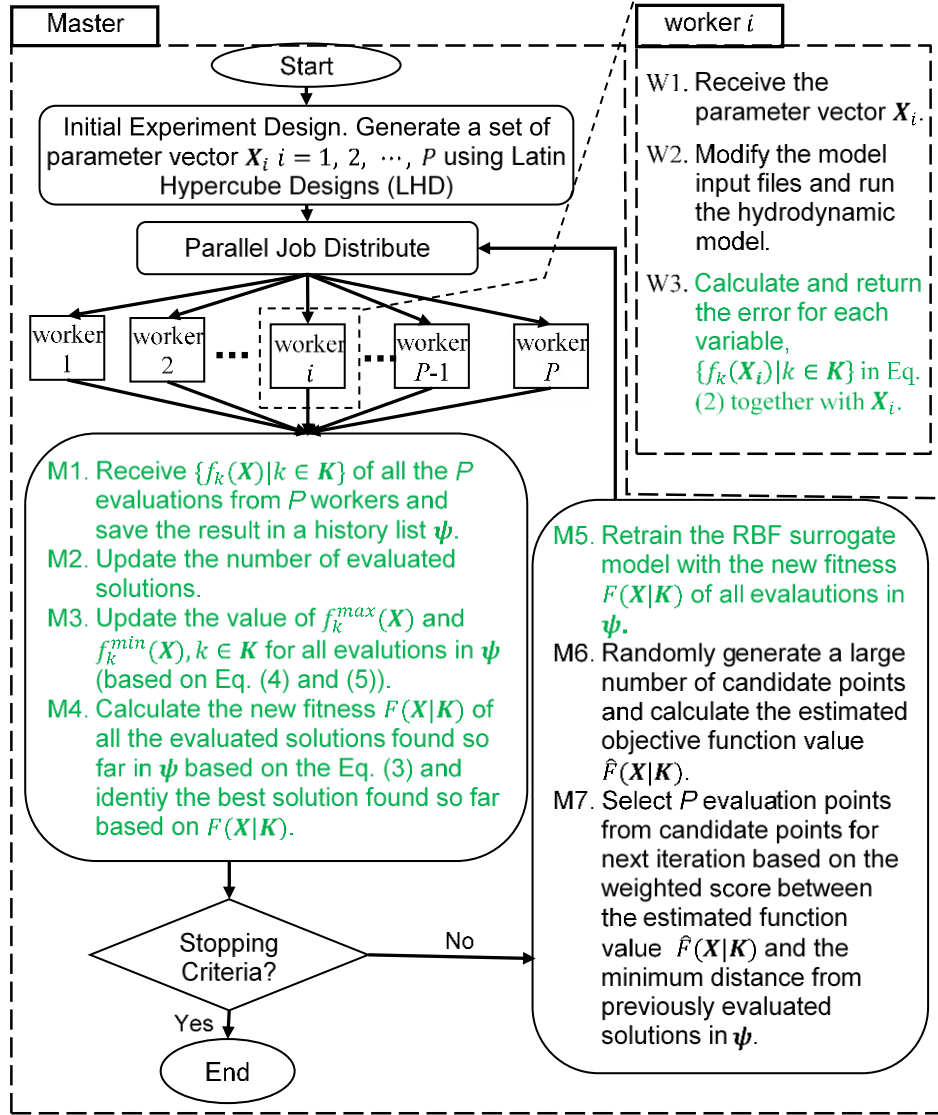 Master
Start
Initial Experiment Design. Generate a set of
parameter vector X_i i = 1, 2, ⋯, P using Latin
Hypercube Designs (LHD)
Parallel Job Distribute
worker
1
worker
2
...
worker
i
...
worker
P-1
worker
P
M1. Receive {f_k(X)|k ∈ K} of all the P
evaluations from P workers and
save the result in a history list ψ.
M2. Update the number of evaluated
solutions.
M3. Update the value of f_k^max(X) and
f_k^min(X), k ∈ K for all evalutions in ψ
(based on Eq. (4) and (5)).
M4. Calculate the new fitness F(X|K) of
all the evaluated solutions found so
far in ψ based on the Eq. (3) and
identiy the best solution found so far
based on F(X|K).
Stopping
Criteria?
No
Yes
End
worker i
W1. Receive the
parameter vector X_i.
W2. Modify the model
input files and run
the hydrodynamic
model.
W3. Calculate and return
the error for each
variable,
{f_k(X_i)|k ∈ K} in Eq.
(2) together with X_i.
M5. Retrain the RBF surrogate
model with the new fitness
F(X|K) of all evalautions in
ψ.
M6. Randomly generate a large
number of candidate points
and calculate the estimated
objective function value
F̂(X|K).
M7. Select P evaluation points
from candidate points for
next iteration based on the
weighted score between
the estimated function
value F̂(X|K) and the
minimum distance from
previously evaluated
solutions in ψ.